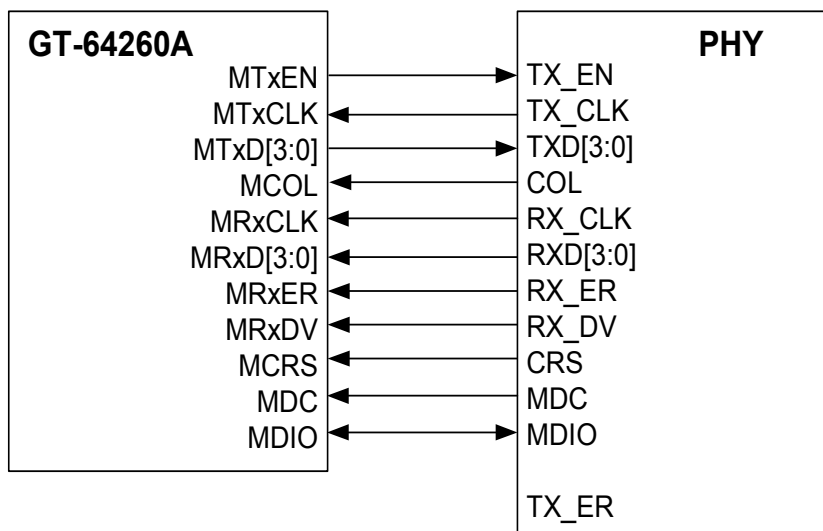 GT-64260A PHY
MTxEN TX_EN
MTxCLK TX_CLK
MTxD[3:0] TXD[3:0]
MCOL COL
MRxCLK RX_CLK
MRxD[3:0] RXD[3:0]
MRxER RX_ER
MRxDV RX_DV
MCRS CRS
MDC MDC
MDIO MDIO
TX_ER